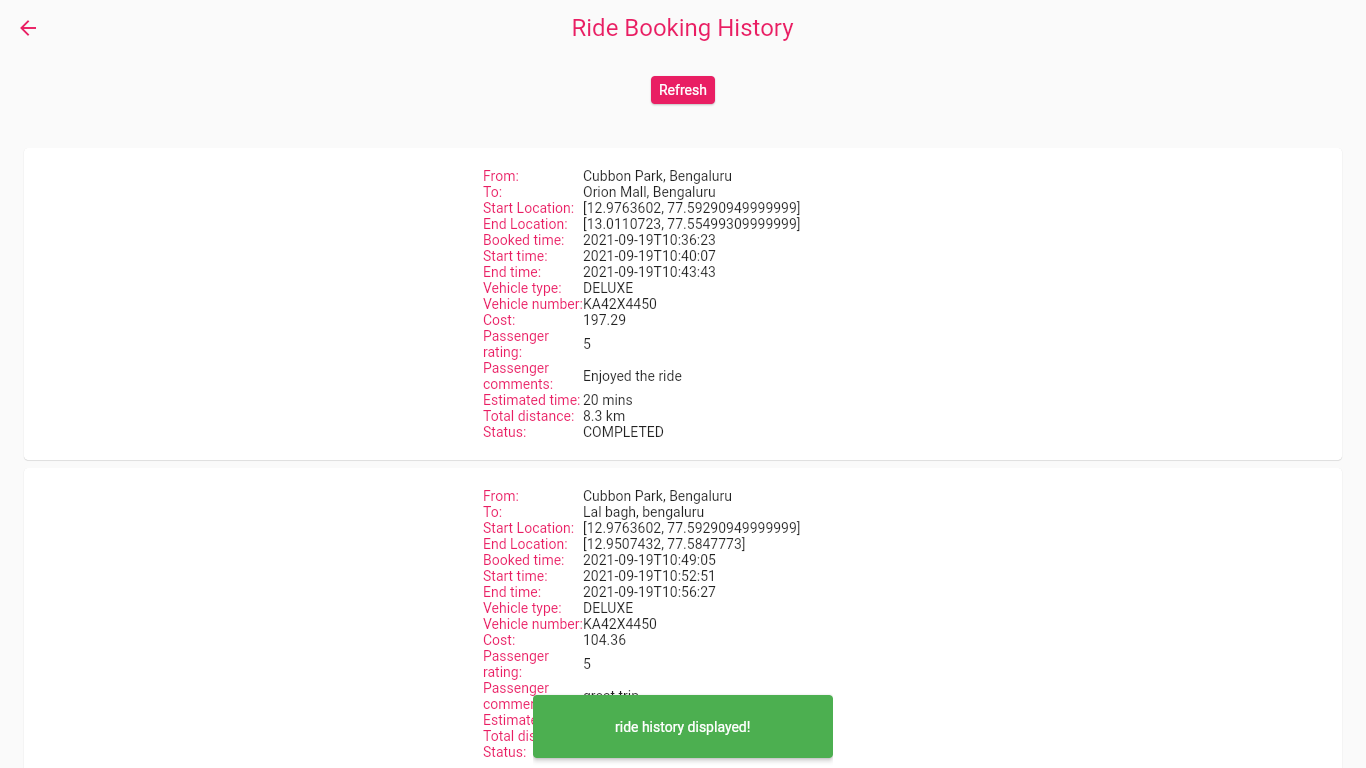 Ride Booking History
Refresh
From: Cubbon Park, Bengaluru
To: Orion Mall, Bengaluru
Start Location: [12.9763602, 77.59290949999999]
End Location: [13.0110723, 77.55499309999999]
Booked time: 2021-09-19T10:36:23
Start time: 2021-09-19T10:40:07
End time: 2021-09-19T10:43:43
Vehicle type: DELUXE
Vehicle number: KA42X4450
Cost: 197.29
Passenger
rating: 5
Passenger
comments: Enjoyed the ride
Estimated time: 20 mins
Total distance: 8.3 km
Status: COMPLETED
From: Cubbon Park, Bengaluru
To: Lal bagh, bengaluru
Start Location: [12.9763602, 77.59290949999999]
End Location: [12.9507432, 77.5847773]
Booked time: 2021-09-19T10:49:05
Start time: 2021-09-19T10:52:51
End time: 2021-09-19T10:56:27
Vehicle type: DELUXE
Vehicle number: KA42X4450
Cost: 104.36
Passenger
rating: 5
Passenger
Total
Status:
ride history displayed!